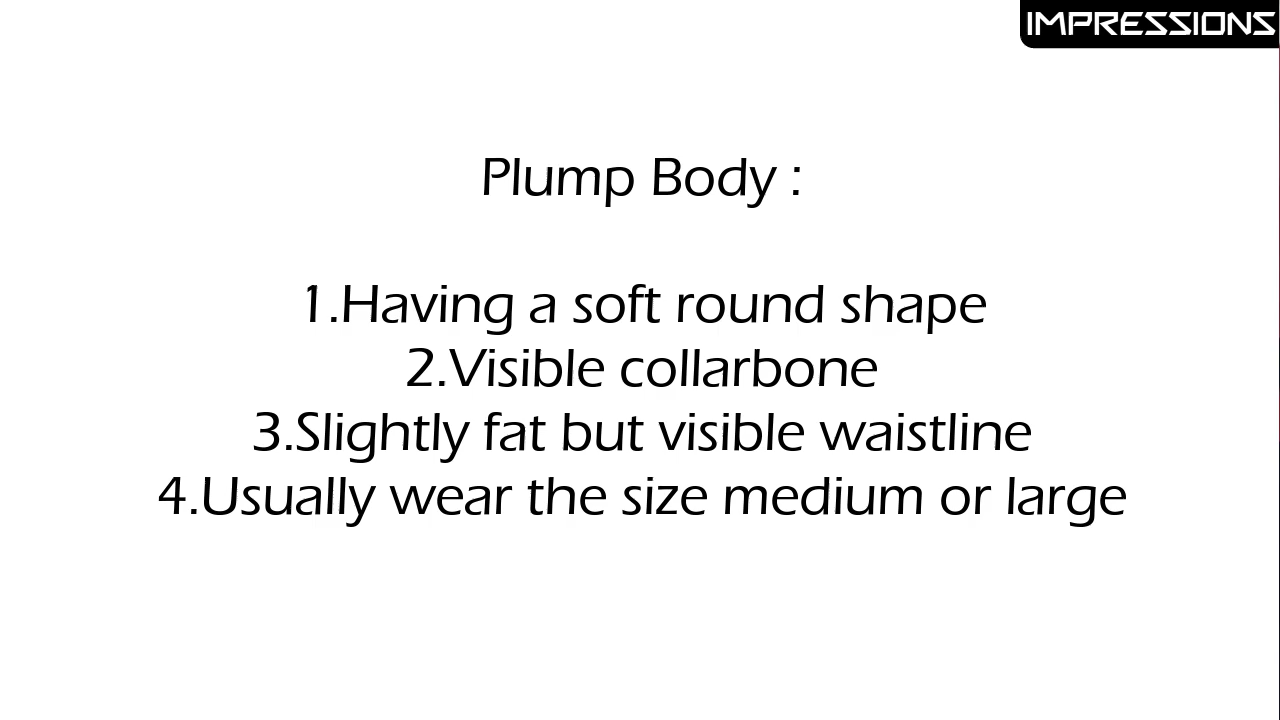 IMPRESSIONS
Plump Body :
1.Having a soft round shape
2.Visible collarbone
3.Slightly fat but visible waistline
4.Usually wear the size medium or large